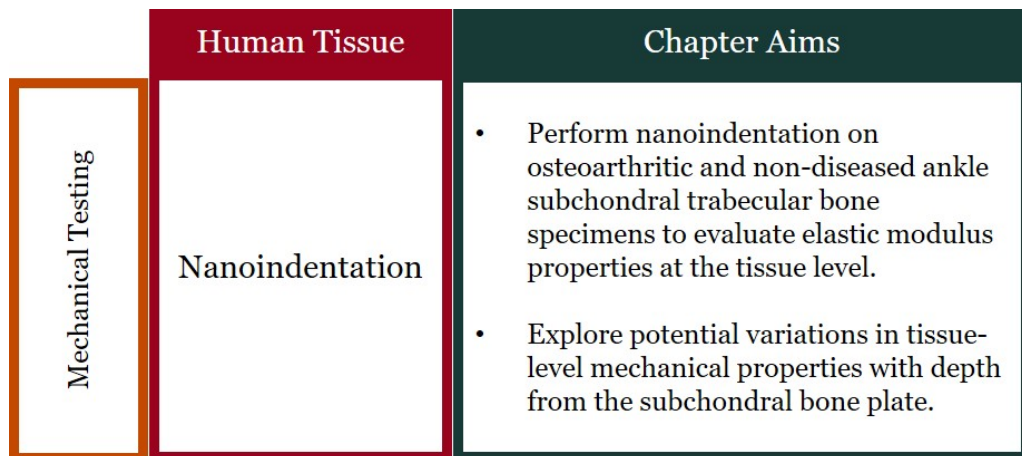 Human Tissue
Chapter Aims
Mechanical Testing
Nanoindentation
• Perform nanoindentation on
osteoarthritic and non-diseased ankle
subchondral trabecular bone
specimens to evaluate elastic modulus
properties at the tissue level.
• Explore potential variations in tissue-
level mechanical properties with depth
from the subchondral bone plate.